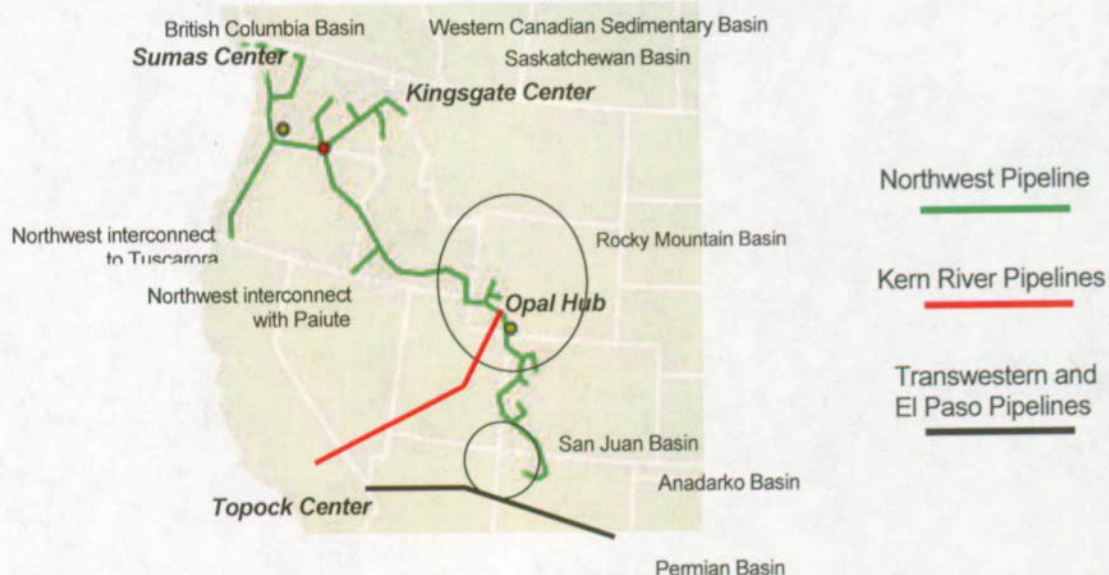 British Columbia Basin
Western Canadian Sedimentary Basin
Sumas Center
Saskatchewan Basin
Kingsgate Center
Northwest Pipeline
Northwest interconnect
to Tuscarora
Rocky Mountain Basin
Kern River Pipelines
Northwest interconnect
with Paiute
Opal Hub
Transwestern and
El Paso Pipelines
San Juan Basin
Anadarko Basin
Topock Center
Permian Basin